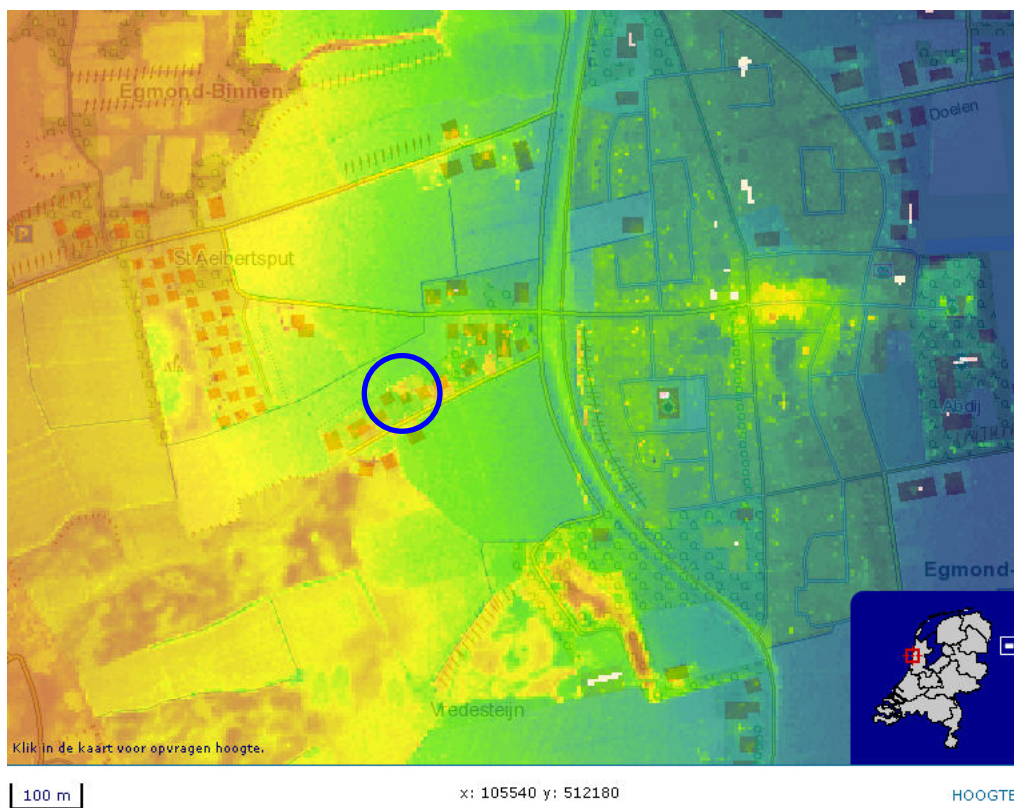 Egmond-Binnen
Doelen
P
St Aelbertsput
Abdij
Egmond-
Vredesteijn
Klik in de kaart voor opvragen hoogte.
100 m
x: 105540 y: 512180
HOOGTE